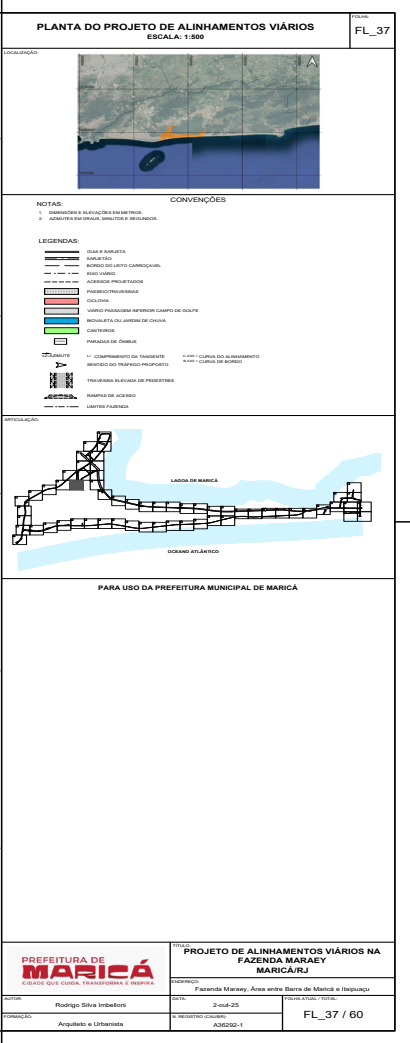 PLANTA DO PROJETO DE ALINHAMENTOS VIÁRIOS
ESCALA: 1:500
FOLHA:
FL_37
LOCALIZAÇÃO:
CONVENÇÕES
NOTAS:
1. DIMENSÕES E ELEVAÇÕES EM METROS;
2. AZIMUTES EM GRAUS, MINUTOS E SEGUNDOS.
LEGENDAS:
GUIA E SARJETA
SARJETÃO
BORDO DO LEITO CARROÇÁVEL
EIXO VIÁRIO
ACESSOS PROJETADOS
PASSEIO/TRAVESSIAS
CICLOVIA
VIÁRIO PASSAGEM INFERIOR CAMPO DE GOLFE
BIOVALETA OU JARDIM DE CHUVA
CANTEIROS
PARADAS DE ÔNIBUS
AZIMUTE
COMPRIMENTO DA TANGENTE
CURVA DO ALINHAMENTO
CURVA DE BORDO
SENTIDO DO TRÁFEGO PROPOSTO
TRAVESSIA ELEVADA DE PEDESTRES
RAMPAS DE ACESSO
LIMITES FAZENDA
ARTICULAÇÃO:
LAGOA DE MARICÁ
OCEANO ATLÂNTICO
PARA USO DA PREFEITURA MUNICIPAL DE MARICÁ
PREFEITURA DE
MARICÁ
CIDADE QUE CUIDA, TRANSFORMA E INSPIRA
TÍTULO:
PROJETO DE ALINHAMENTOS VIÁRIOS NA
FAZENDA MARAEY
MARICÁ/RJ
ENDEREÇO:
Fazenda Maraey, Área entre Barra de Maricá e Itaipuaçu
AUTOR:
Rodrigo Silva Imbelloni
DATA:
2-out-25
FOLHA ATUAL / TOTAL:
FL_37 / 60
FORMAÇÃO:
Arquiteto e Urbanista
N. REGISTRO (CAU/BR):
A36292-1